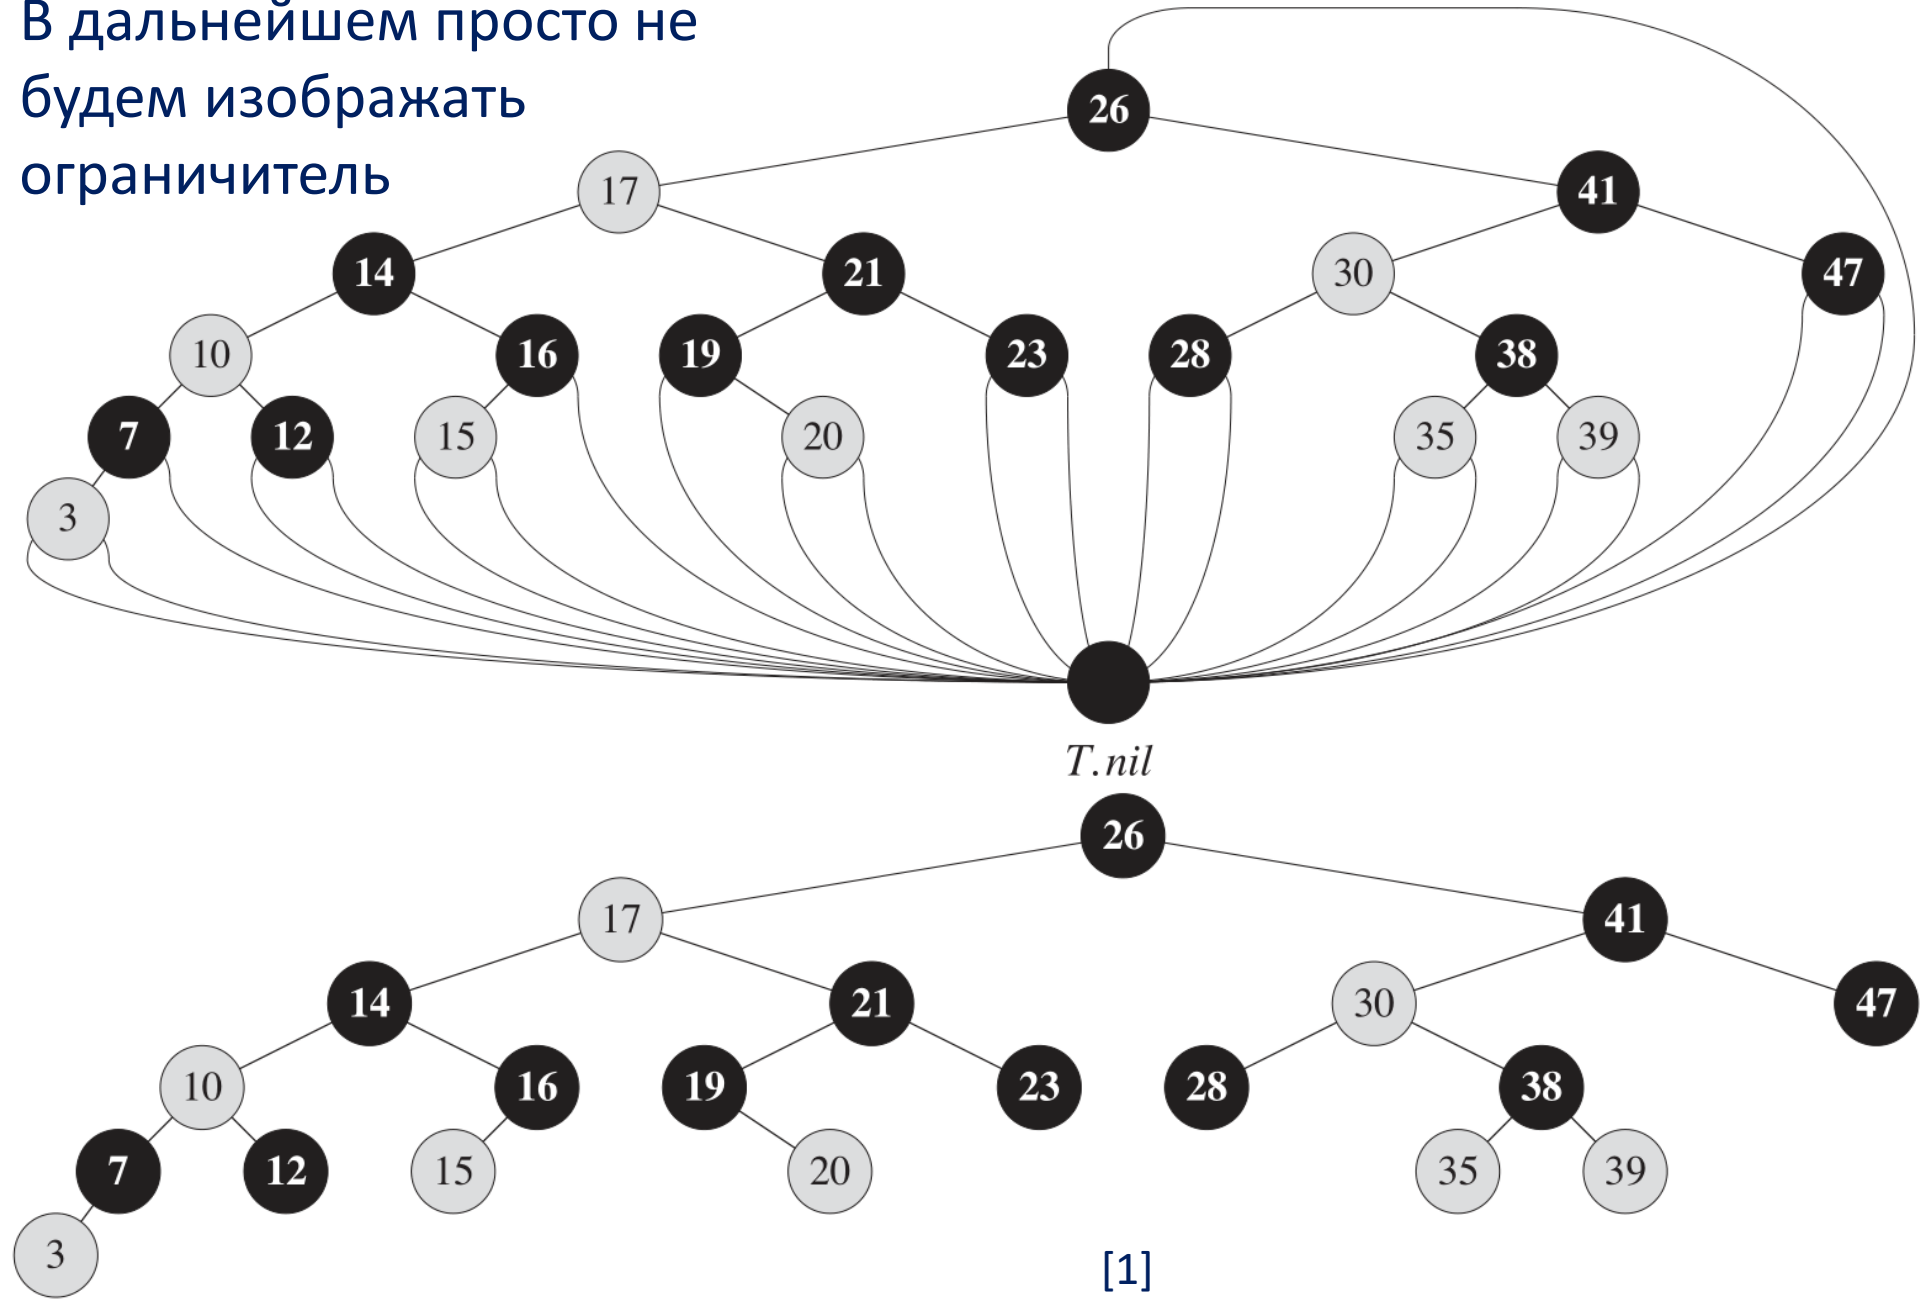 В дальнейшем просто не
будем изображать
ограничитель
26
17 41
14 21 30 47
10 16 19 23 28 38
7 12 15 20 35 39
3
T.nil
26
17 41
14 21 30 47
10 16 19 23 28 38
7 12 15 20 35 39
3
[1]